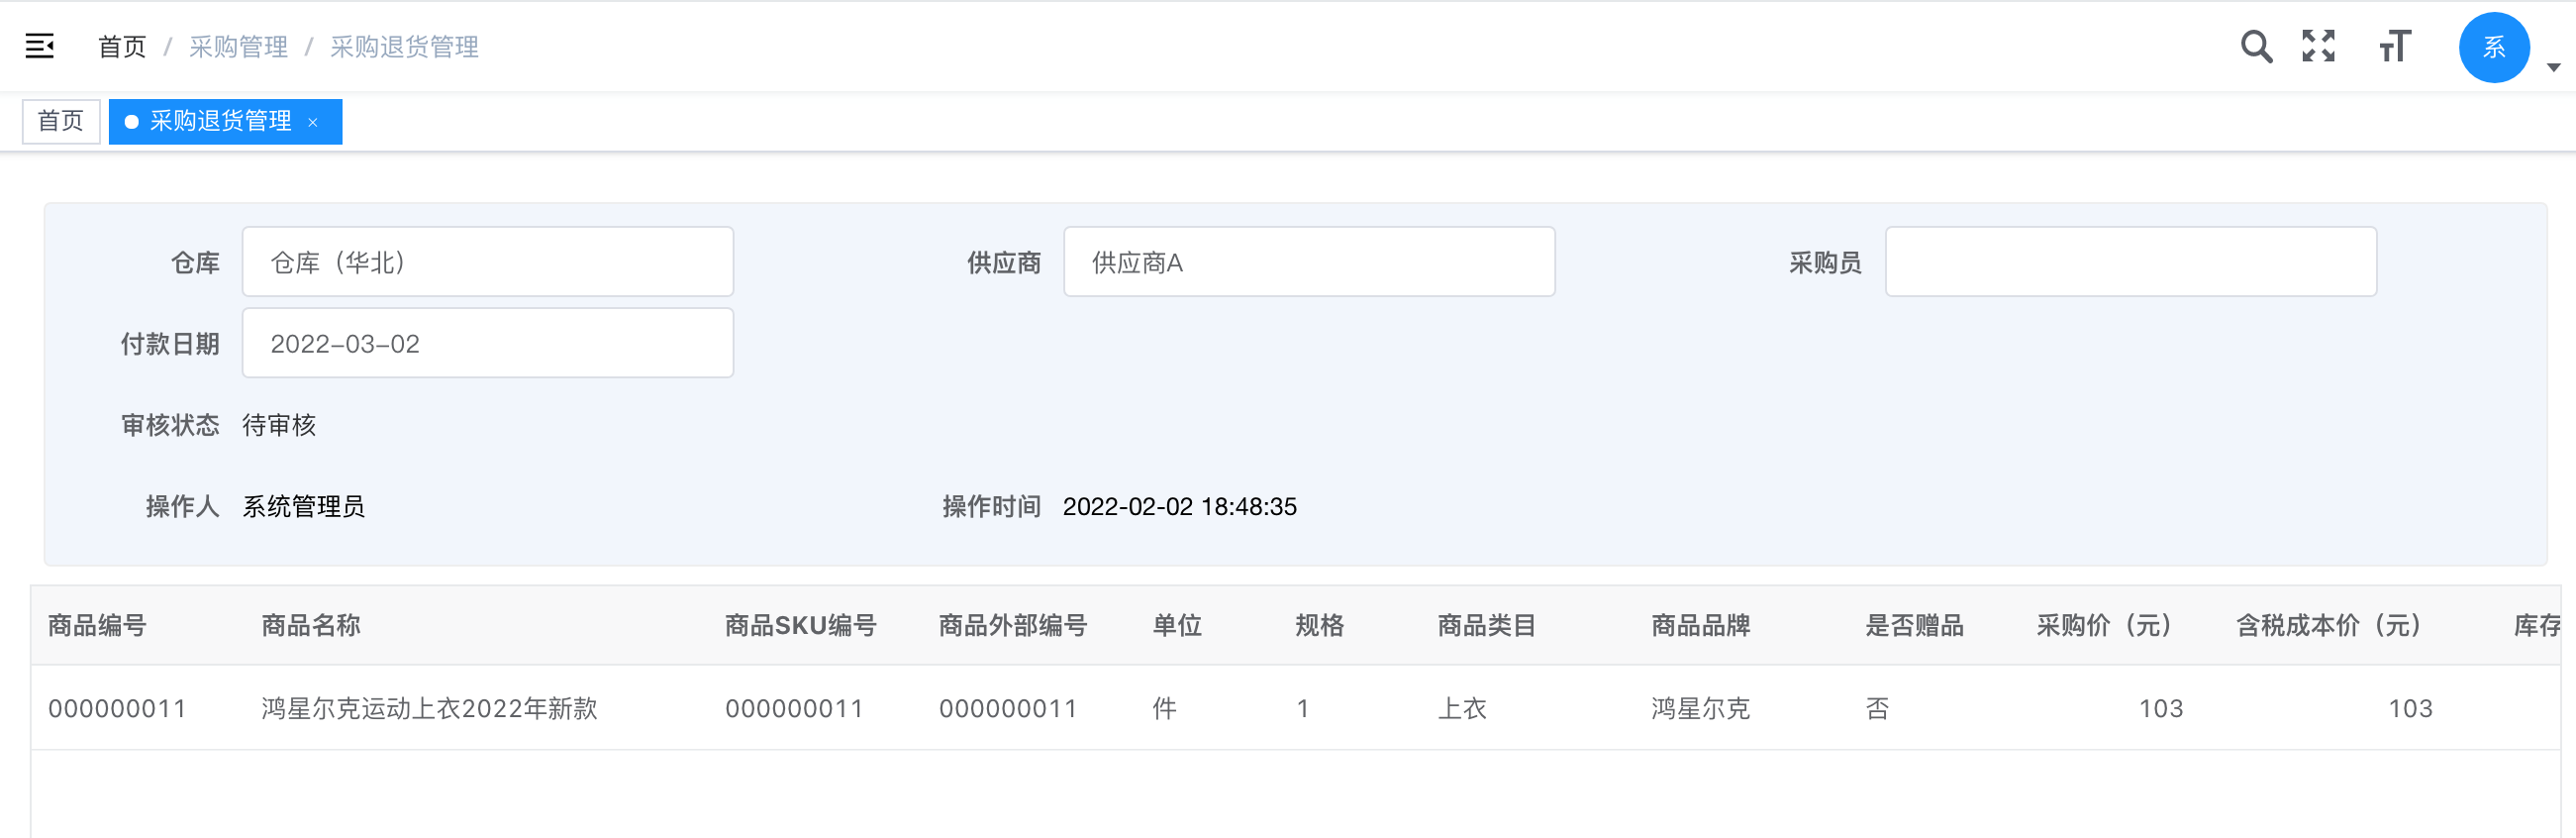 首页 / 采购管理 / 采购退货管理 系
首页 采购退货管理 ×
仓库 仓库（华北） 供应商 供应商A 采购员
付款日期 2022-03-02
审核状态 待审核
操作人 系统管理员 操作时间 2022-02-02 18:48:35
商品编号 商品名称 商品SKU编号 商品外部编号 单位 规格 商品类目 商品品牌 是否赠品 采购价（元） 含税成本价（元） 库存
000000011 鸿星尔克运动上衣2022年新款 000000011 000000011 件 1 上衣 鸿星尔克 否 103 103